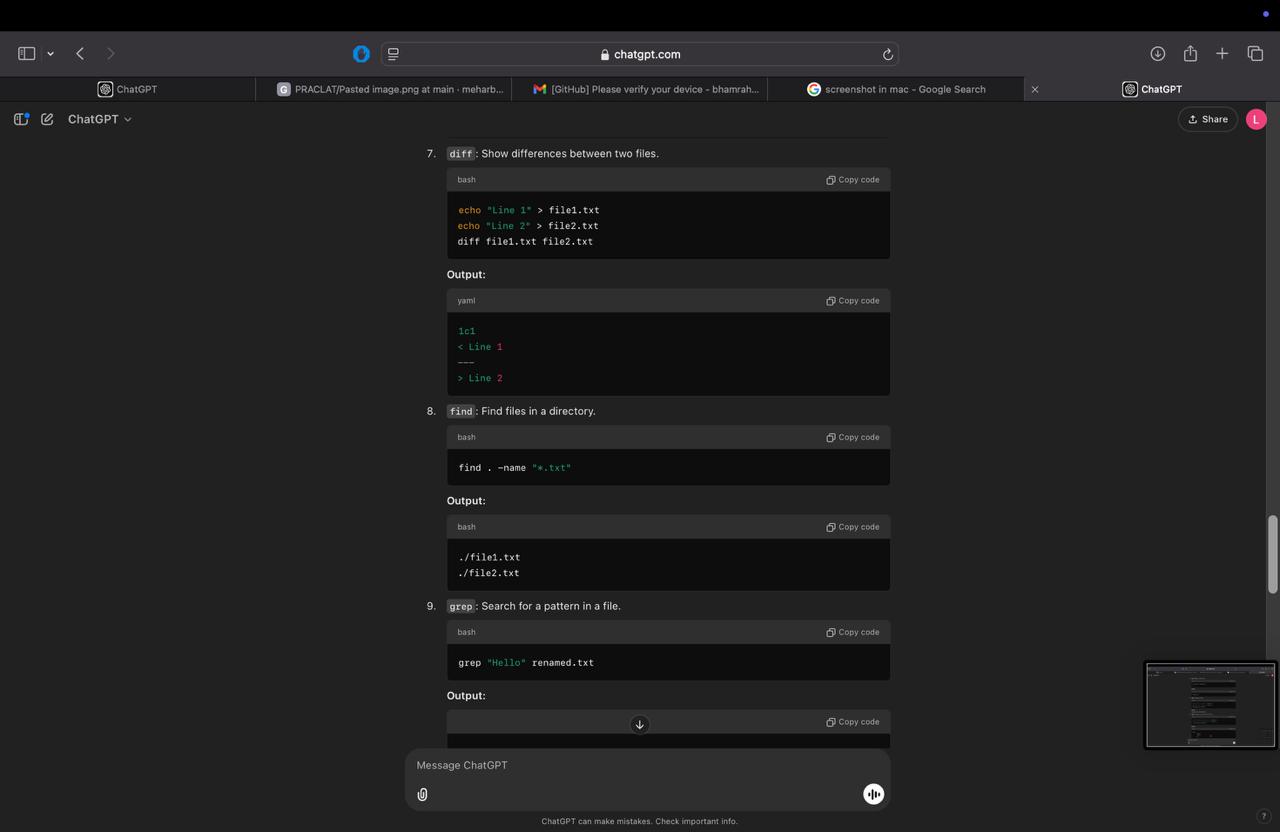 chatgpt.com
ChatGPT
PRACLAT/Pasted image.png at main · meharb...
[GitHub] Please verify your device - bhamrah...
screenshot in mac - Google Search
ChatGPT
ChatGPT
Share
L
7. diff: Show differences between two files.
bash
Copy code
echo "Line 1" > file1.txt
echo "Line 2" > file2.txt
diff file1.txt file2.txt
Output:
yaml
Copy code
1c1
< Line 1
---
> Line 2
8. find: Find files in a directory.
bash
Copy code
find . -name "*.txt"
Output:
bash
Copy code
./file1.txt
./file2.txt
9. grep: Search for a pattern in a file.
bash
Copy code
grep "Hello" renamed.txt
Output:
Copy code
Message ChatGPT
ChatGPT can make mistakes. Check important info.
?